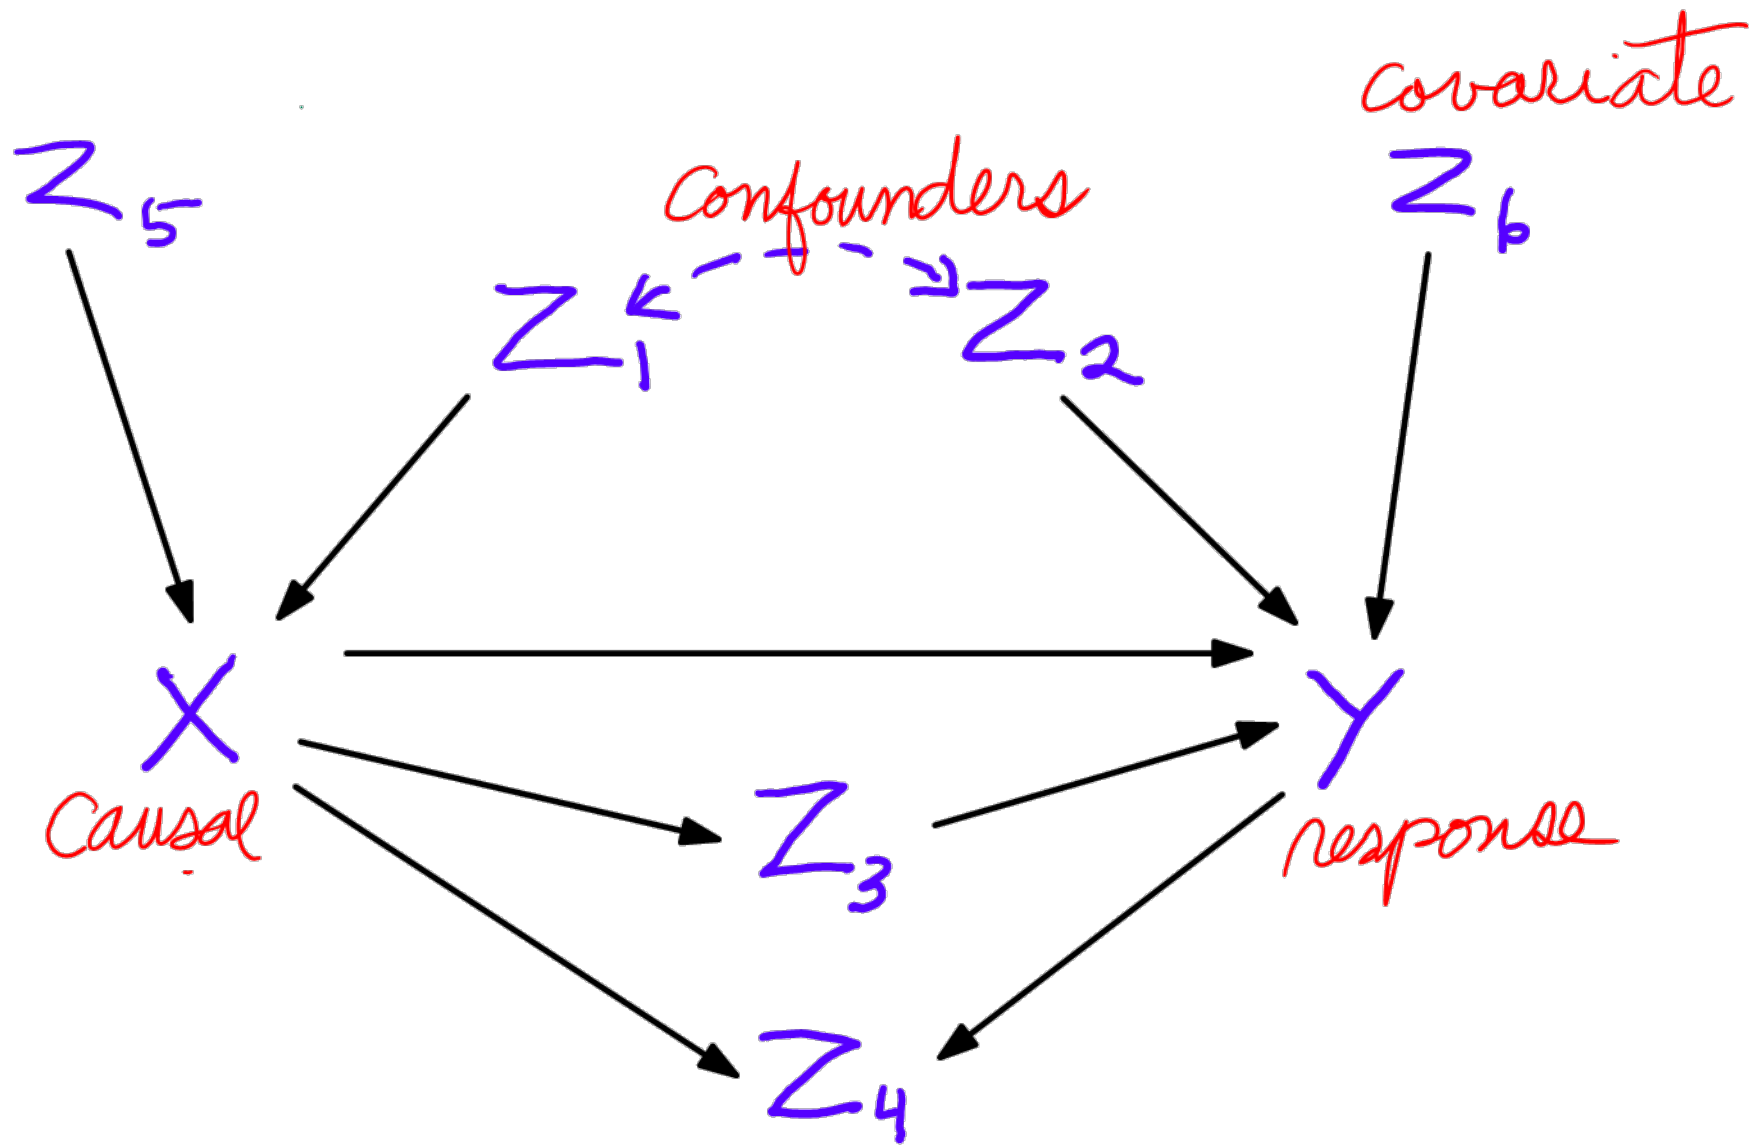 covariate
Z5
confounders
Z6
Z1
Z2
X
Y
causal
response
Z3
Z4